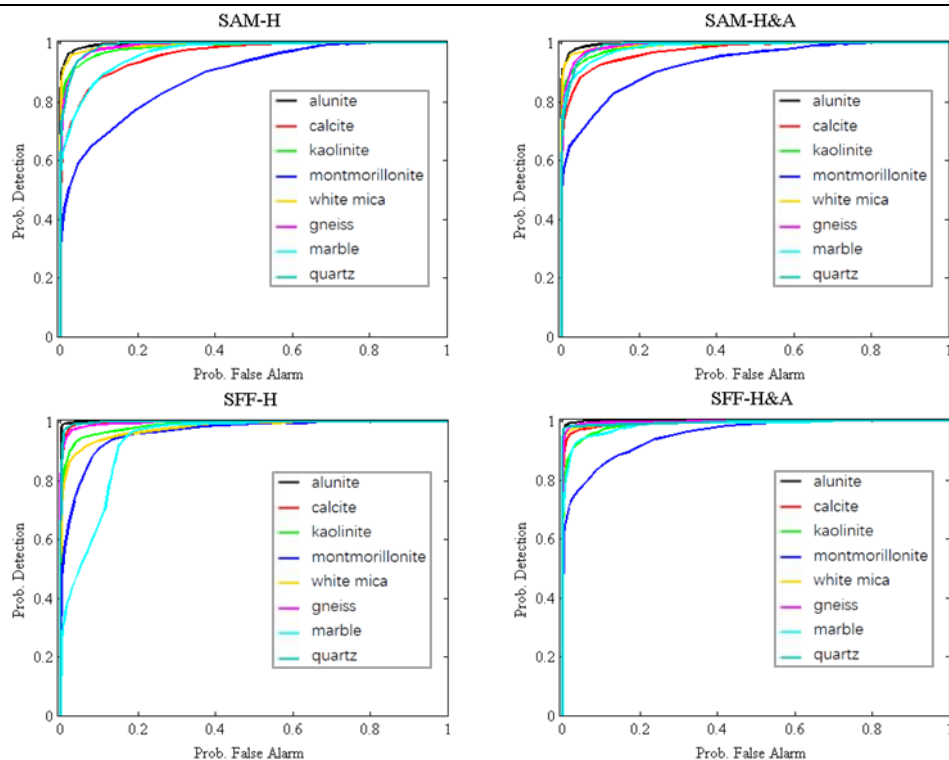 SAM-H
Prob. Detection
1
0.8
0.6
0.4
0.2
0
alunite
calcite
kaolinite
montmorillonite
white mica
gneiss
marble
quartz
0 0.2 0.4 0.6 0.8 1
Prob. False Alarm
SAM-H&A
Prob. Detection
1
0.8
0.6
0.4
0.2
0
alunite
calcite
kaolinite
montmorillonite
white mica
gneiss
marble
quartz
0 0.2 0.4 0.6 0.8 1
Prob. False Alarm
SFF-H
Prob. Detection
1
0.8
0.6
0.4
0.2
0
alunite
calcite
kaolinite
montmorillonite
white mica
gneiss
marble
quartz
0 0.2 0.4 0.6 0.8 1
Prob. False Alarm
SFF-H&A
Prob. Detection
1
0.8
0.6
0.4
0.2
0
alunite
calcite
kaolinite
montmorillonite
white mica
gneiss
marble
quartz
0 0.2 0.4 0.6 0.8 1
Prob. False Alarm